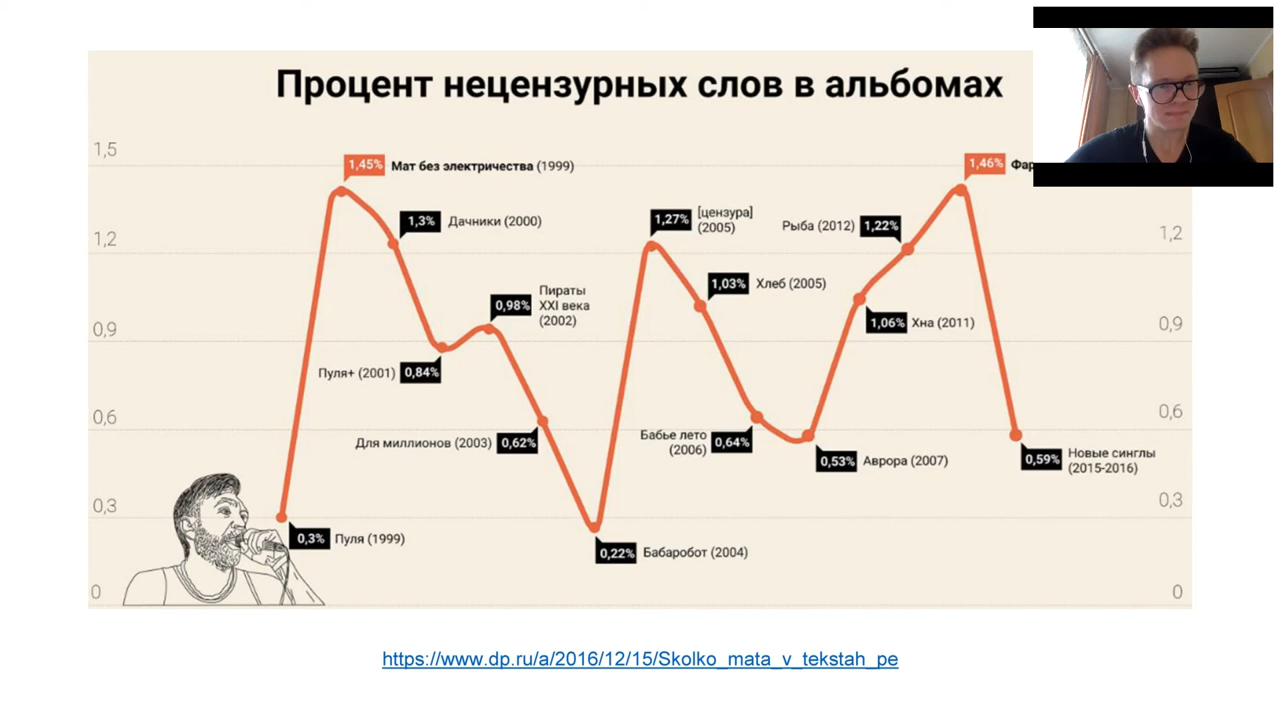 Процент нецензурных слов в альбомах
1,5
1,45% Мат без электричества (1999)
1,46%
1,3% Дачники (2000)
1,27% [цензура]
(2005)
Рыба (2012) 1,22%
1,2
1,2
1,03% Хлеб (2005)
0,98% Пираты
XXI века
(2002)
1,06% Хна (2011)
0,9
0,9
Пуля+ (2001) 0,84%
0,6
0,6
Для миллионов (2003) 0,62%
Бабье лето
(2006) 0,64%
0,53% Аврора (2007)
0,59% Новые синглы
(2015-2016)
0,3
0,3
0,3% Пуля (1999)
0,22% Бабаробот (2004)
0
0
https://www.dp.ru/a/2016/12/15/Skolko_mata_v_tekstah_pe